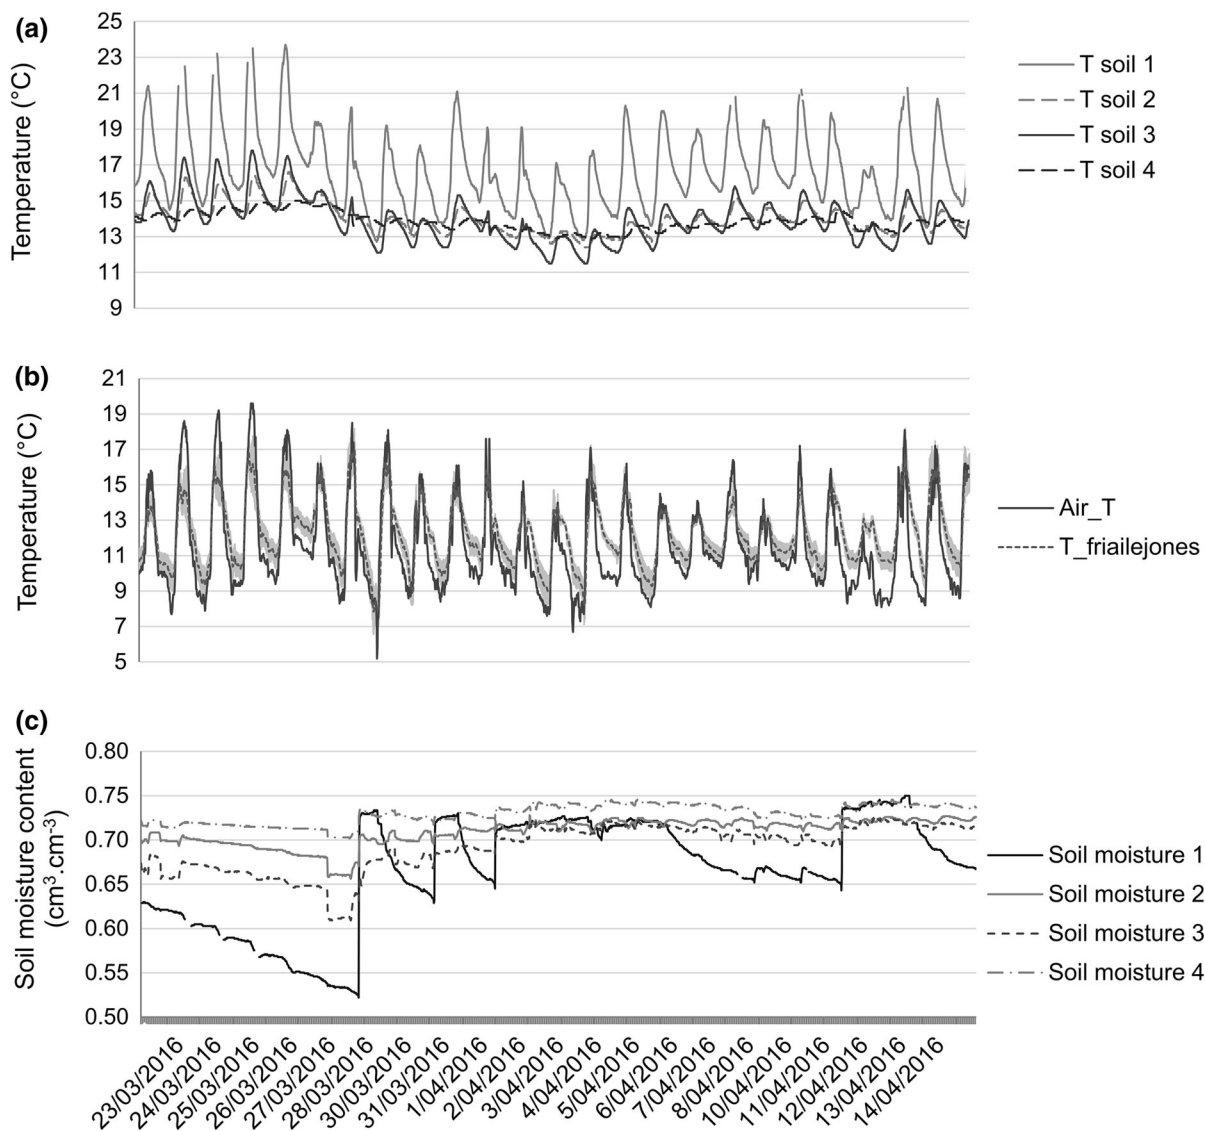 (a)
Temperature (°C)
25
23
21
19
17
15
13
11
9
T soil 1
T soil 2
T soil 3
T soil 4
(b)
Temperature (°C)
21
19
17
15
13
11
9
7
5
Air_T
T_friailejones
(c)
Soil moisture content
(cm³.cm⁻³)
0.80
0.75
0.70
0.65
0.60
0.55
0.50
Soil moisture 1
Soil moisture 2
Soil moisture 3
Soil moisture 4
23/03/2016
24/03/2016
25/03/2016
26/03/2016
27/03/2016
28/03/2016
30/03/2016
31/03/2016
1/04/2016
2/04/2016
3/04/2016
4/04/2016
5/04/2016
6/04/2016
7/04/2016
8/04/2016
10/04/2016
11/04/2016
12/04/2016
13/04/2016
14/04/2016